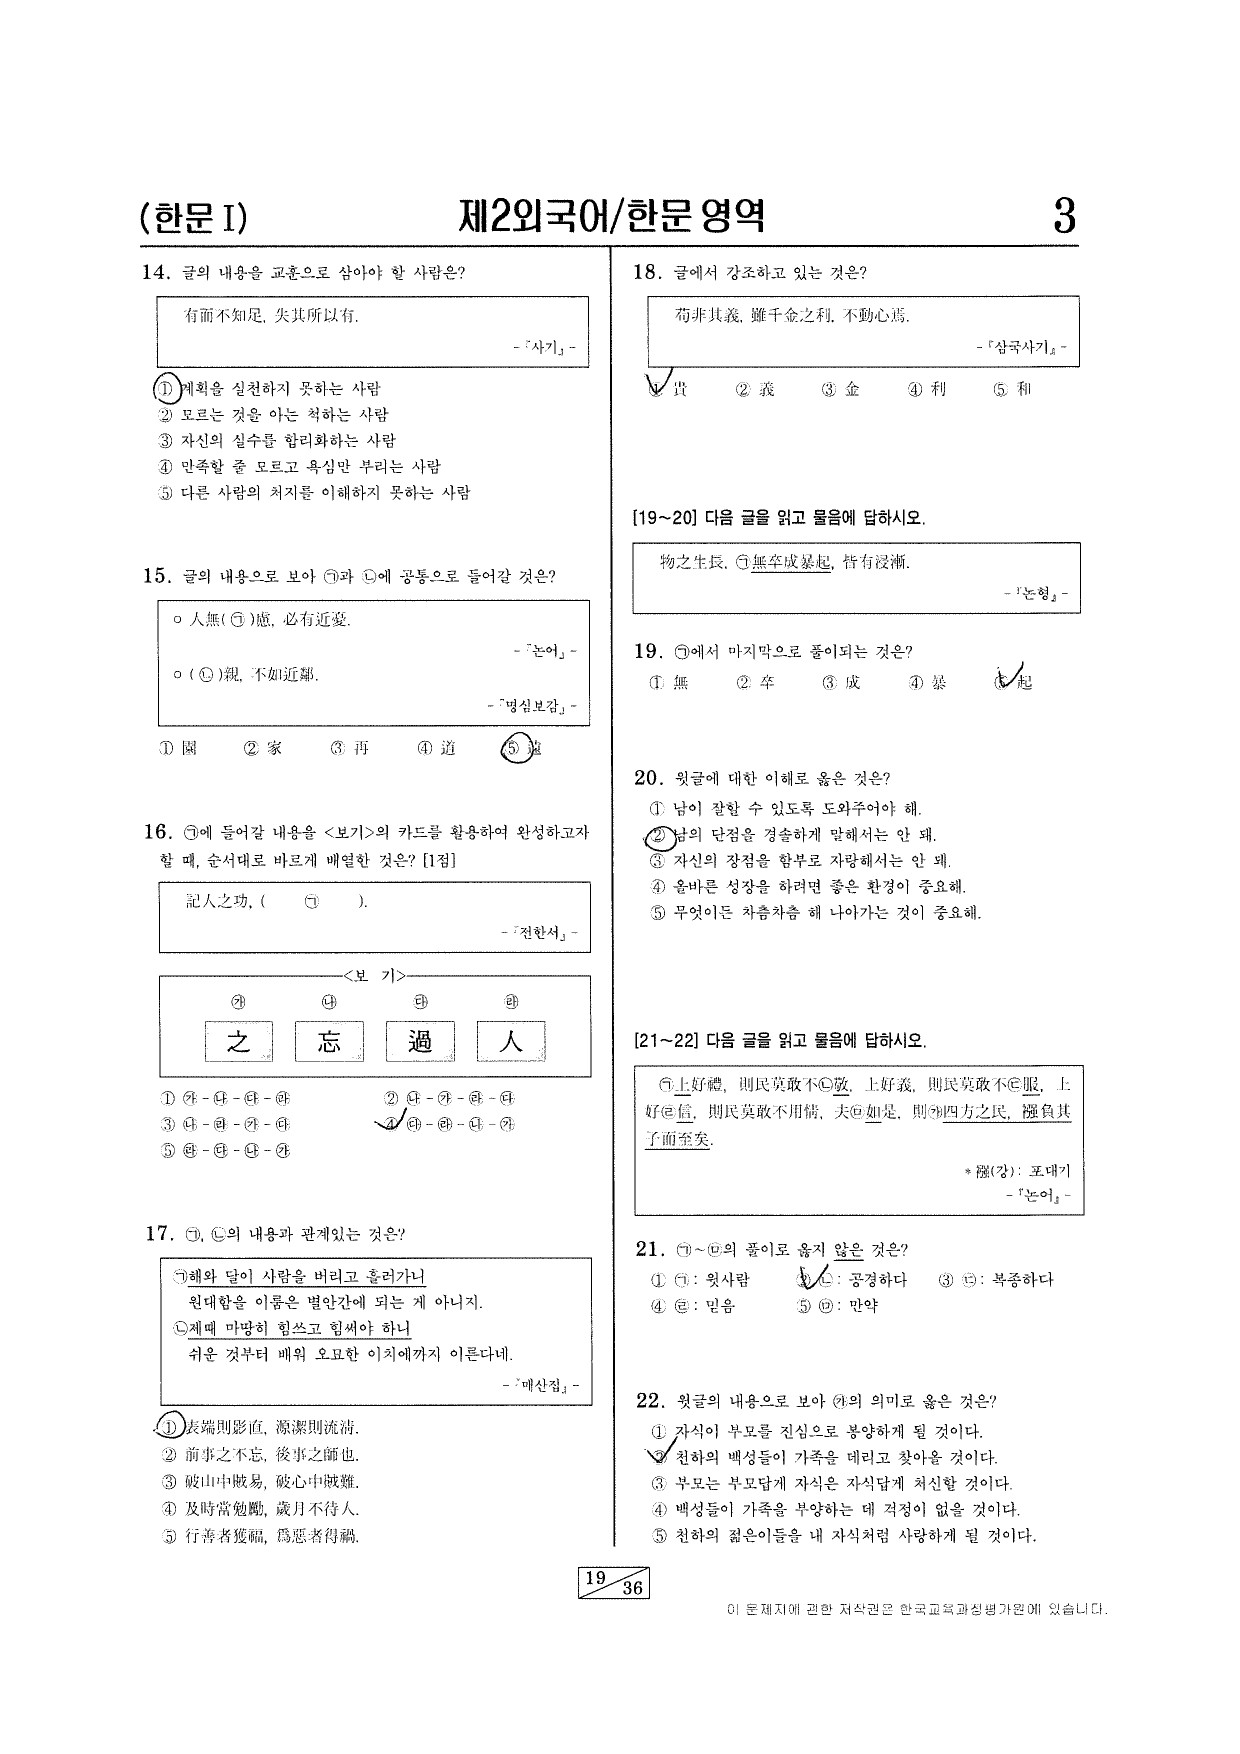 (한문 I)
제2외국어/한문 영역
3
14. 글의 내용을 교훈으로 삼아야 할 사람은?
有而不知足, 失其所以有.
-『사기』-
① 계획을 실천하지 못하는 사람
② 모르는 것을 아는 척하는 사람
③ 자신의 실수를 합리화하는 사람
④ 만족할 줄 모르고 욕심만 부리는 사람
⑤ 다른 사람의 처지를 이해하지 못하는 사람
15. 글의 내용으로 보아 ㉠과 ㉡에 공통으로 들어갈 것은?
○ 人無( ㉠ )慮, 必有近憂.
-『논어』-
○ ( ㉡ )親, 不如近鄰.
-『명심보감』-
① 園 ② 家 ③ 再 ④ 道 ⑤ 遠
16. ㉠에 들어갈 내용을 <보기>의 카드를 활용하여 완성하고자
할 때, 순서대로 바르게 배열한 것은? [1점]
記人之功, ( ㉠ ).
-『전한서』-
<보 기>
㉮ ㉯ ㉰ ㉱
之 忘 過 人
① ㉮-㉯-㉰-㉱ ② ㉯-㉮-㉱-㉰
③ ㉯-㉱-㉮-㉰ ④ ㉰-㉱-㉯-㉮
⑤ ㉱-㉰-㉯-㉮
17. ㉠, ㉡의 내용과 관계있는 것은?
㉠해와 달이 사람을 버리고 흘러가니
원대함을 이룸은 별안간에 되는 게 아니지.
㉡제때 마땅히 힘쓰고 힘써야 하니
쉬운 것부터 배워 오묘한 이치에까지 이른다네.
-『매산집』-
① 表端則影直, 源潔則流淸.
② 前事之不忘, 後事之師也.
③ 破山中賊易, 破心中賊難.
④ 及時當勉勵, 歲月不待人.
⑤ 行善者獲福, 爲惡者得禍.
18. 글에서 강조하고 있는 것은?
苟非其義, 雖千金之利, 不動心焉.
-『삼국사기』-
① 貴 ② 義 ③ 金 ④ 利 ⑤ 和
[19~20] 다음 글을 읽고 물음에 답하시오.
物之生長, ㉠無卒成暴起, 皆有浸漸.
-『논형』-
19. ㉠에서 마지막으로 풀이되는 것은?
① 無 ② 卒 ③ 成 ④ 暴 ⑤ 起
20. 윗글에 대한 이해로 옳은 것은?
① 남이 잘할 수 있도록 도와주어야 해.
② 남의 단점을 경솔하게 말해서는 안 돼.
③ 자신의 장점을 함부로 자랑해서는 안 돼.
④ 올바른 성장을 하려면 좋은 환경이 중요해.
⑤ 무엇이든 차츰차츰 해 나아가는 것이 중요해.
[21~22] 다음 글을 읽고 물음에 답하시오.
㉠上好禮, 則民莫敢不㉡敬, 上好義, 則民莫敢不㉢服, 上
好㉣信, 則民莫敢不用情, 夫㉤如是, 則㉮四方之民, 襁負其
子而至矣.
* 襁(강): 포대기
-『논어』-
21. ㉠~㉤의 풀이로 옳지 않은 것은?
① ㉠: 윗사람 ② ㉡: 공경하다 ③ ㉢: 복종하다
④ ㉣: 믿음 ⑤ ㉤: 만약
22. 윗글의 내용으로 보아 ㉮의 의미로 옳은 것은?
① 자식이 부모를 진심으로 봉양하게 될 것이다.
② 천하의 백성들이 가족을 데리고 찾아올 것이다.
③ 부모는 부모답게 자식은 자식답게 처신할 것이다.
④ 백성들이 가족을 부양하는 데 걱정이 없을 것이다.
⑤ 천하의 젊은이들을 내 자식처럼 사랑하게 될 것이다.
19 36
이 문제지에 관한 저작권은 한국교육과정평가원에 있습니다.